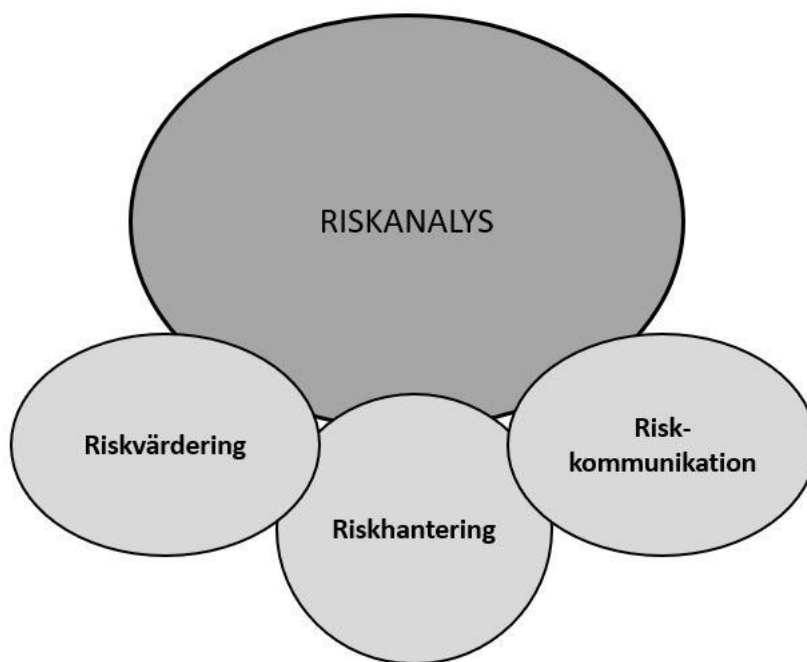 RISKANALYS
Riskvärdering
Risk-
kommunikation
Riskhantering